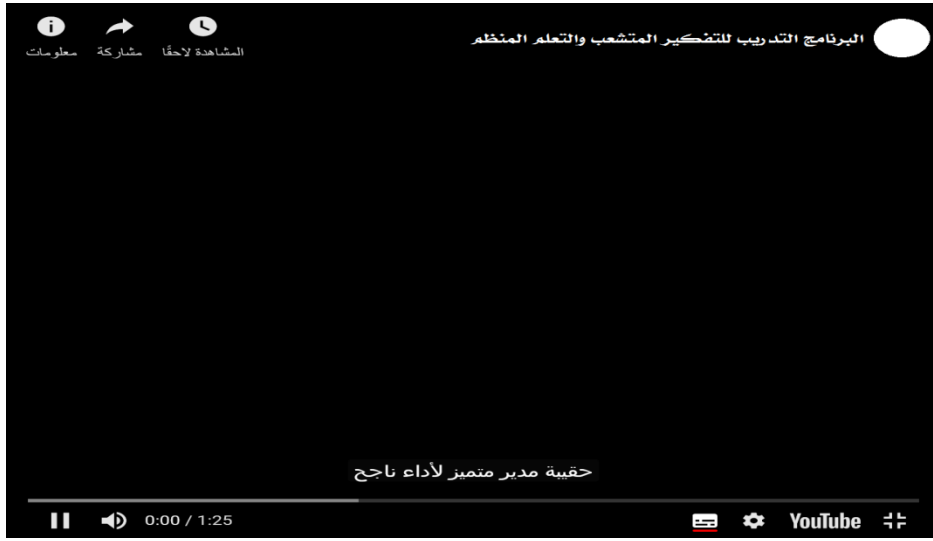 البرنامج التدريب للتفكير المتشعب والتعلم المنظم
المشاهدة لاحقًا
مشاركة
معلومات
حقيبة مدير متميز لأداء ناجح
0:00 / 1:25
YouTube